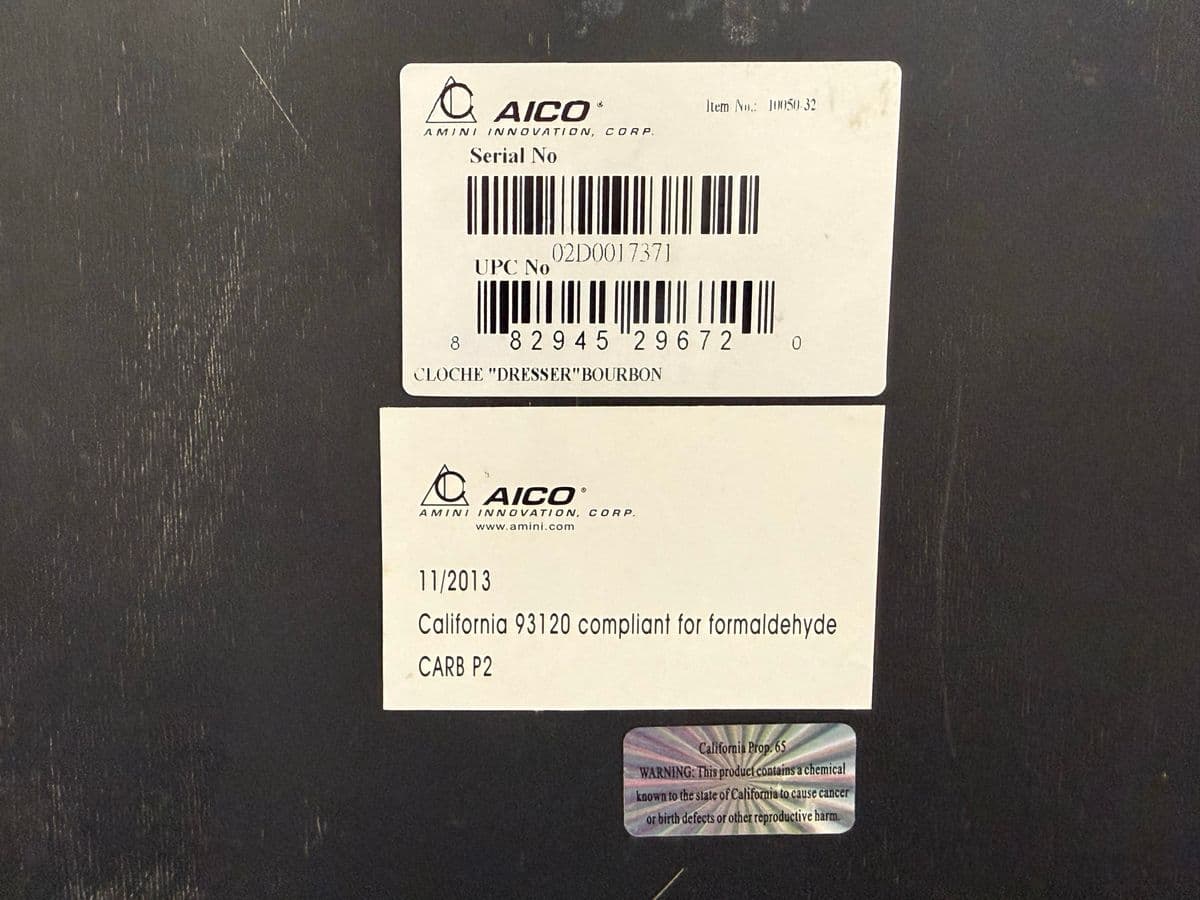 AICO®
Item No.: 10050-32
AMINI INNOVATION, CORP.
Serial No
02D0017371
UPC No
8 82945 29672 0
CLOCHE "DRESSER"BOURBON
AICO®
AMINI INNOVATION, CORP.
www.amini.com
11/2013
California 93120 compliant for formaldehyde
CARB P2
California Prop. 65
WARNING: This product contains a chemical
known to the state of California to cause cancer
or birth defects or other reproductive harm.